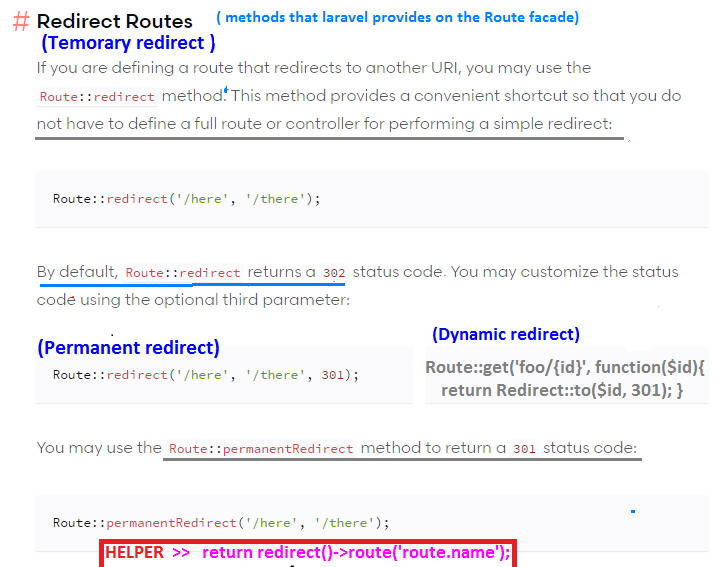 # Redirect Routes ( methods that laravel provides on the Route facade)
(Temorary redirect )
If you are defining a route that redirects to another URI, you may use the
Route::redirect method. This method provides a convenient shortcut so that you do
not have to define a full route or controller for performing a simple redirect:
Route::redirect('/here', '/there');
By default, Route::redirect returns a 302 status code. You may customize the status
code using the optional third parameter:
(Permanent redirect)
Route::redirect('/here', '/there', 301);
(Dynamic redirect)
Route::get('foo/{id}', function($id){
return Redirect::to($id, 301); }
You may use the Route::permanentRedirect method to return a 301 status code:
Route::permanentRedirect('/here', '/there');
HELPER >> return redirect()->route('route.name');